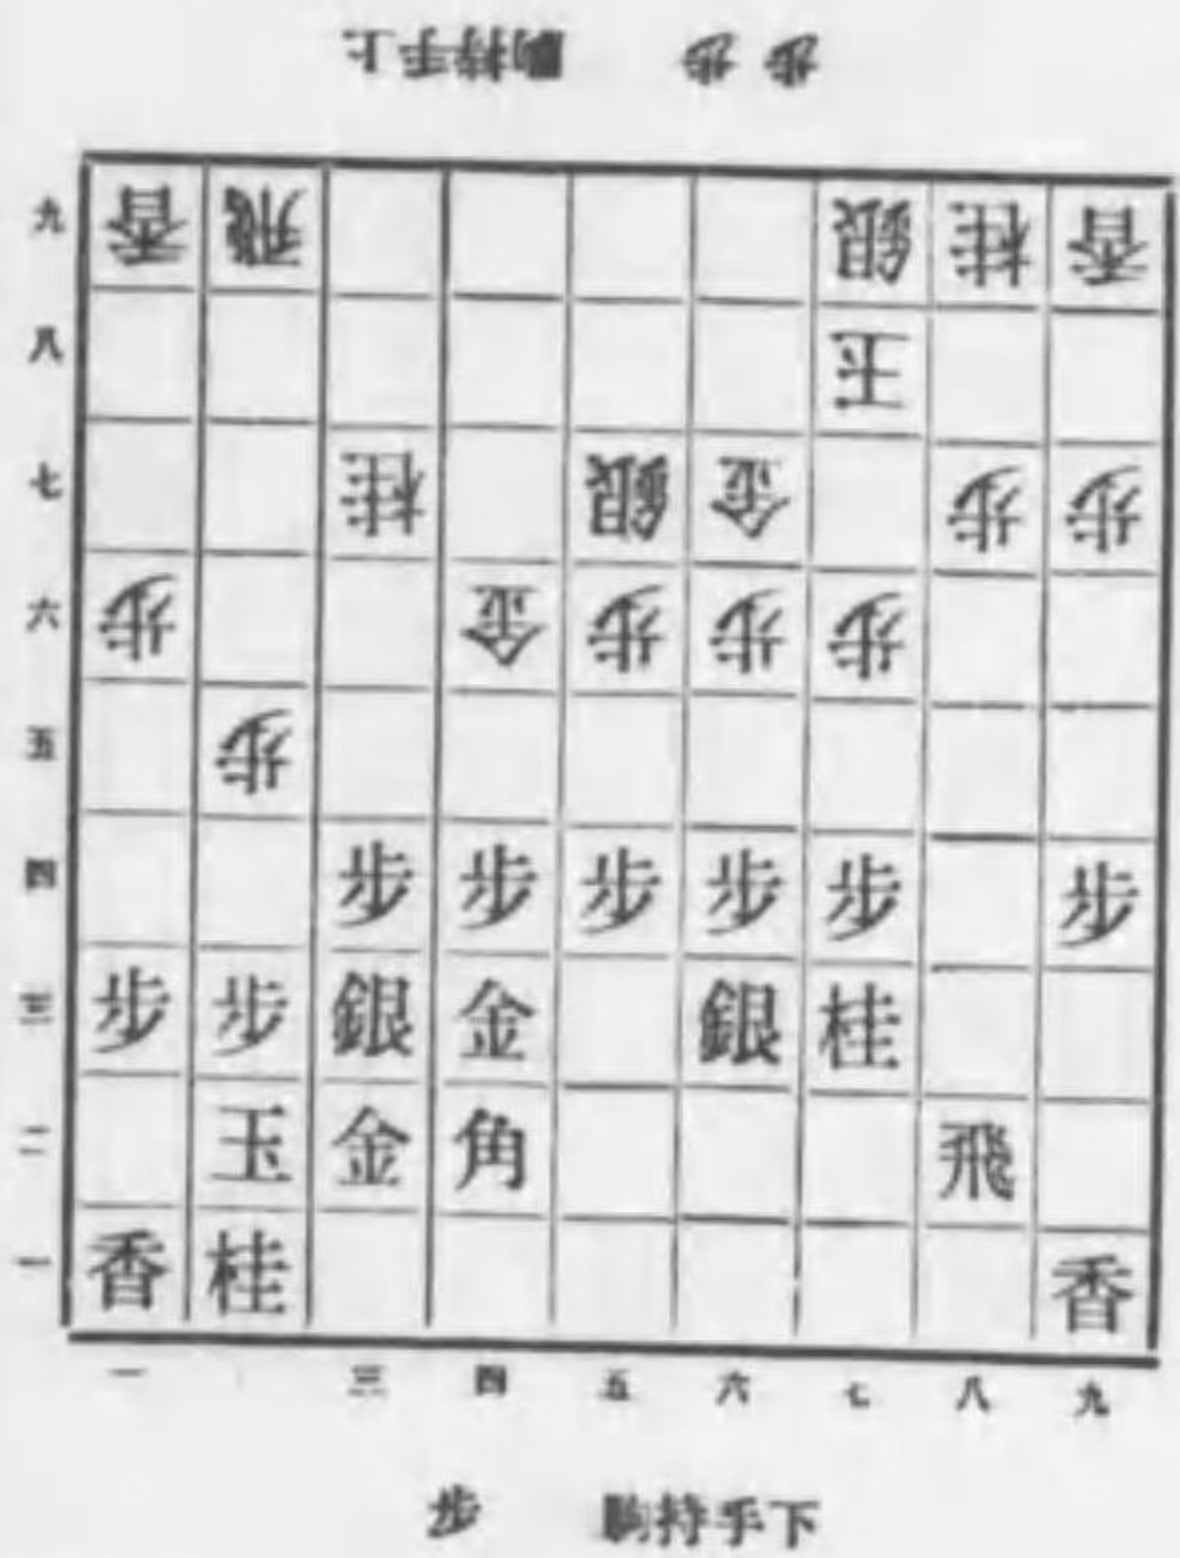 上手持駒 歩 歩
九 香 飛 銀 桂 香
八 玉
七 桂 銀 金 歩 歩
六 歩 金 歩 歩 歩
五 歩
四 歩 歩 歩 歩 歩 歩
三 歩 歩 銀 金 銀 桂
二 玉 金 角 飛
一 香 桂 香
一 三 四 五 六 七 八 九
歩 下手持駒